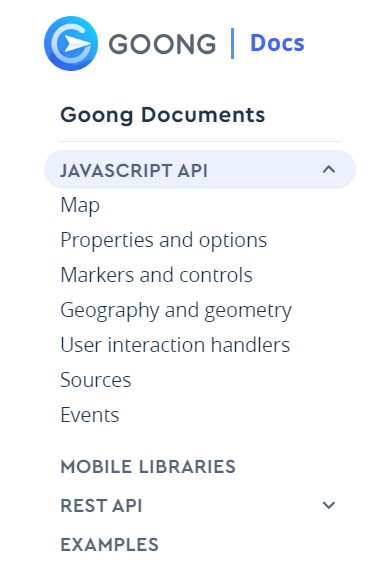 GOONG | Docs
Goong Documents
JAVASCRIPT API
Map
Properties and options
Markers and controls
Geography and geometry
User interaction handlers
Sources
Events
MOBILE LIBRARIES
REST API
EXAMPLES